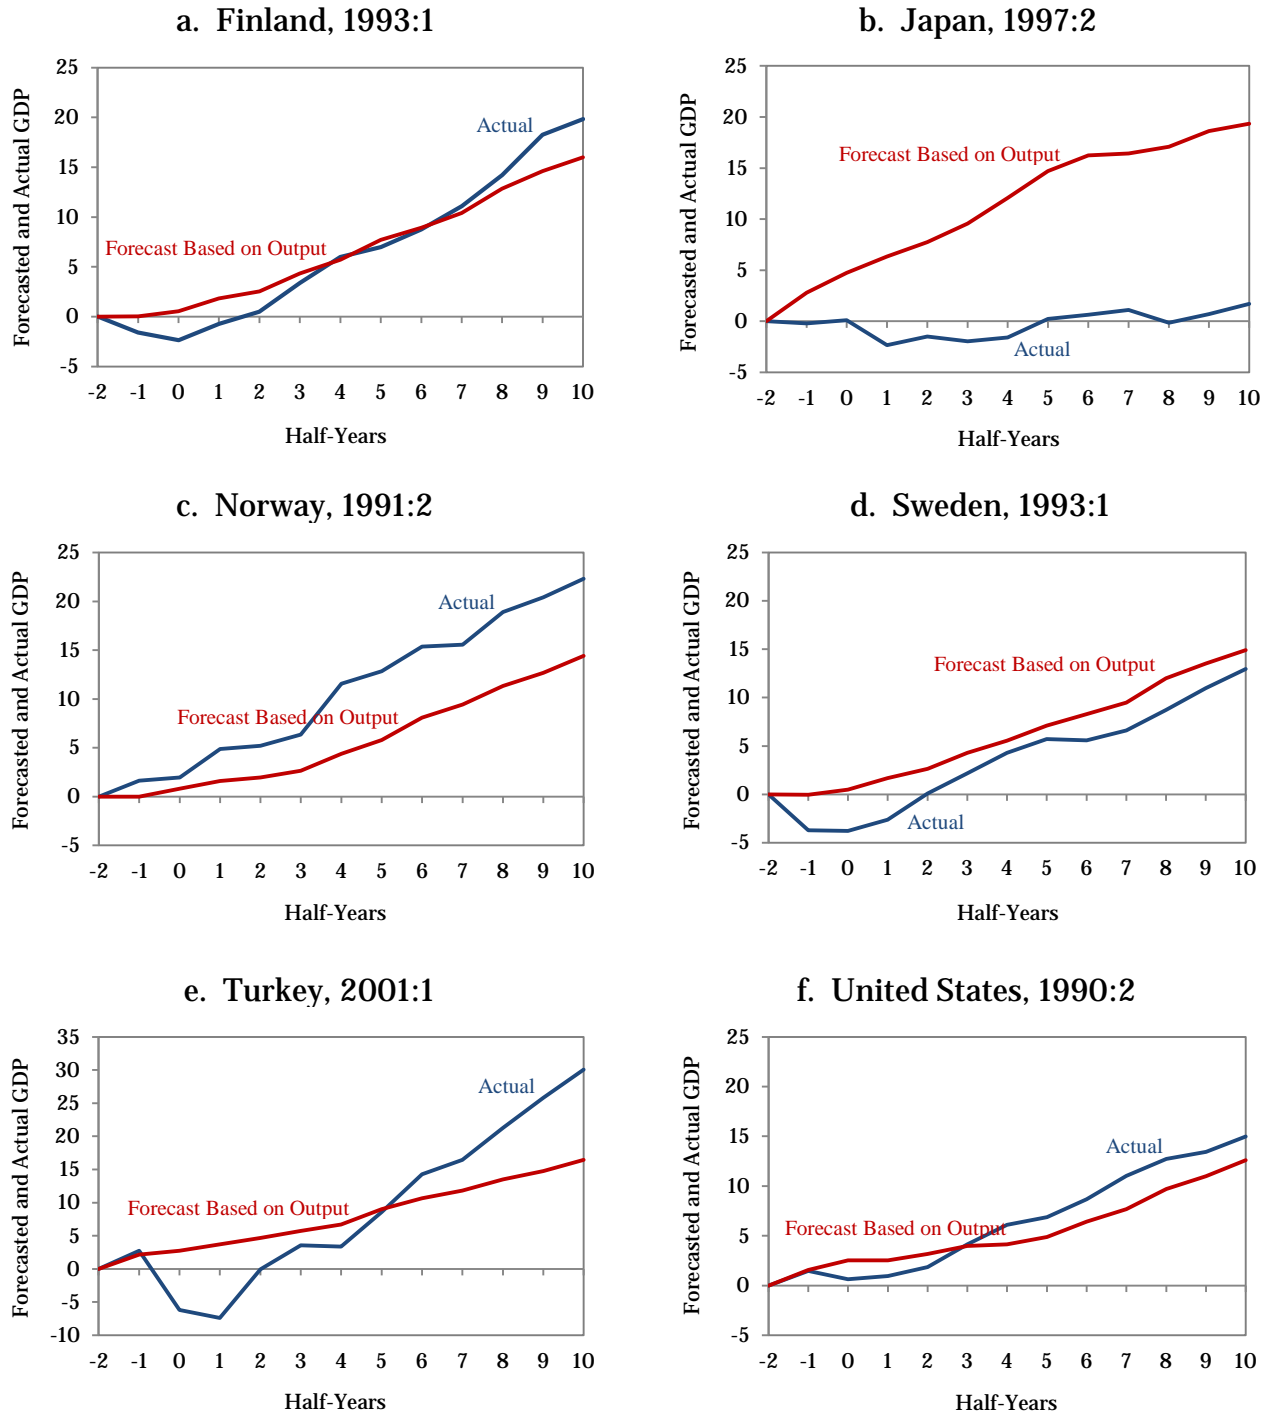 a. Finland, 1993:1
Forecasted and Actual GDP
25
20
15
10
5
0
-5
Actual
Forecast Based on Output
-2 -1 0 1 2 3 4 5 6 7 8 9 10
Half-Years
b. Japan, 1997:2
Forecasted and Actual GDP
25
20
15
10
5
0
-5
Forecast Based on Output
Actual
-2 -1 0 1 2 3 4 5 6 7 8 9 10
Half-Years
c. Norway, 1991:2
Forecasted and Actual GDP
25
20
15
10
5
0
-5
Actual
Forecast Based on Output
-2 -1 0 1 2 3 4 5 6 7 8 9 10
Half-Years
d. Sweden, 1993:1
Forecasted and Actual GDP
25
20
15
10
5
0
-5
Forecast Based on Output
Actual
-2 -1 0 1 2 3 4 5 6 7 8 9 10
Half-Years
e. Turkey, 2001:1
Forecasted and Actual GDP
35
30
25
20
15
10
5
0
-5
-10
Actual
Forecast Based on Output
-2 -1 0 1 2 3 4 5 6 7 8 9 10
Half-Years
f. United States, 1990:2
Forecasted and Actual GDP
25
20
15
10
5
0
-5
Actual
Forecast Based on Output
-2 -1 0 1 2 3 4 5 6 7 8 9 10
Half-Years